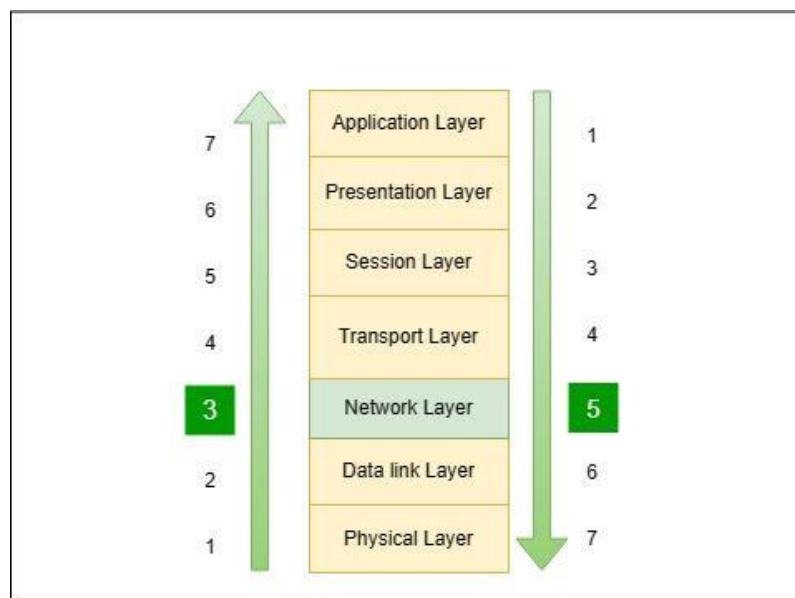 Application Layer
7
1
Presentation Layer
6
2
Session Layer
5
3
Transport Layer
4
4
3
Network Layer
5
Data link Layer
2
6
Physical Layer
1
7